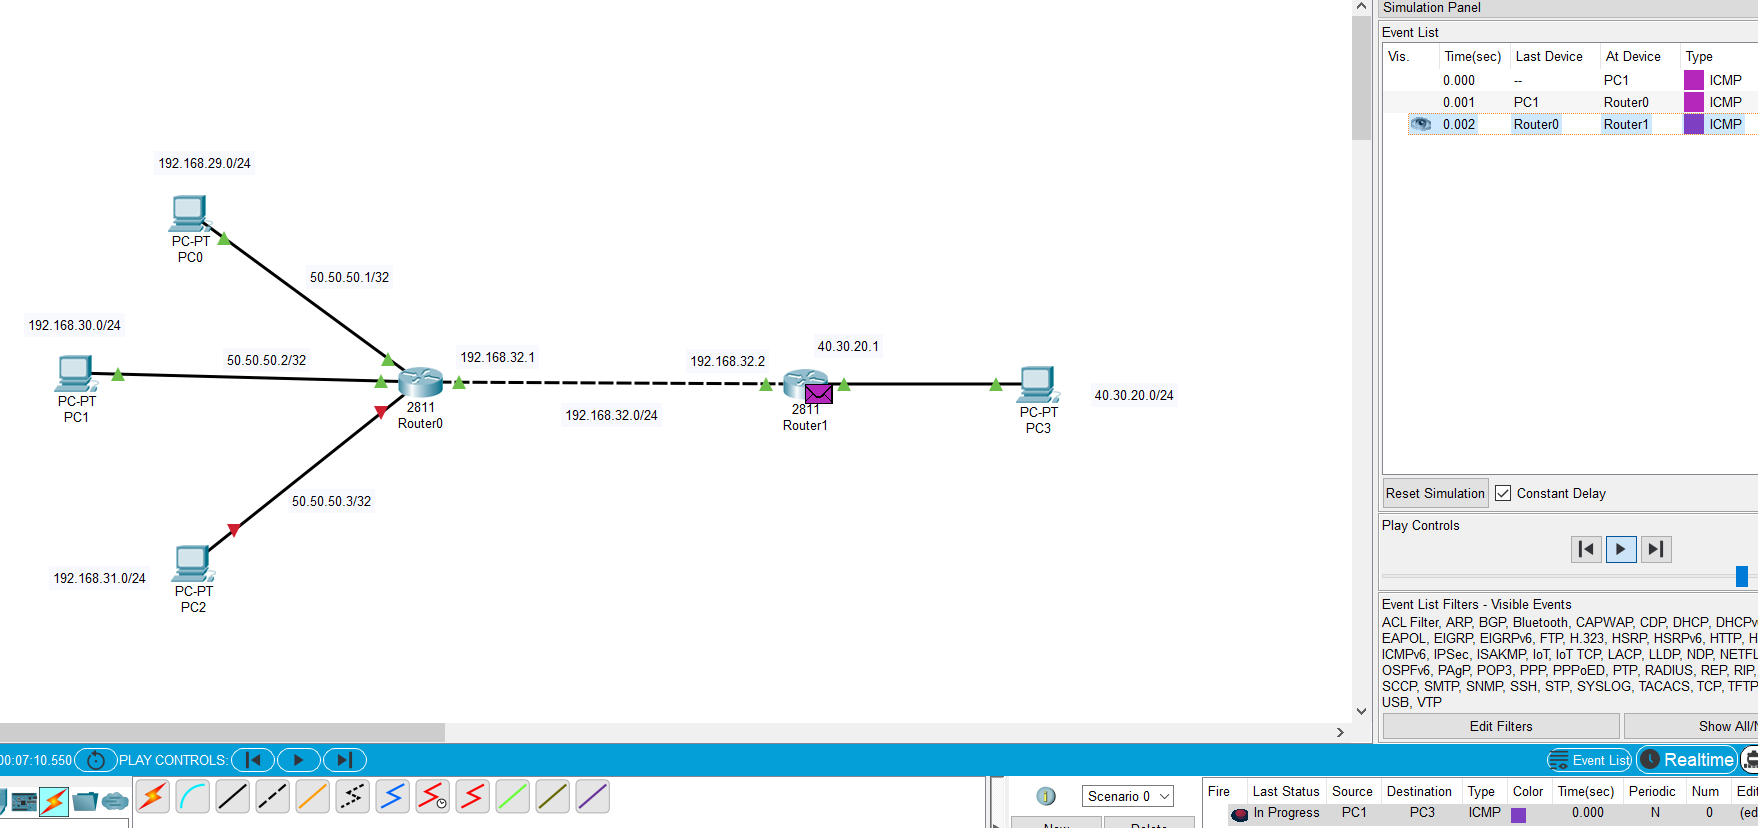 Simulation Panel
Event List
Vis. Time(sec) Last Device At Device Type
0.000 -- PC1 ICMP
0.001 PC1 Router0 ICMP
0.002 Router0 Router1 ICMP
192.168.29.0/24
PC-PT
PC0
50.50.50.1/32
192.168.30.0/24
50.50.50.2/32
PC-PT
PC1
192.168.32.1
2811
Router0
192.168.32.0/24
192.168.32.2
40.30.20.1
2811
Router1
PC-PT
PC3
40.30.20.0/24
50.50.50.3/32
192.168.31.0/24
PC-PT
PC2
Reset Simulation Constant Delay
Play Controls
Event List Filters - Visible Events
ACL Filter, ARP, BGP, Bluetooth, CAPWAP, CDP, DHCP, DHCPv
EAPOL, EIGRP, EIGRPv6, FTP, H.323, HSRP, HSRPv6, HTTP, H
ICMPv6, IPSec, ISAKMP, IoT, IoT TCP, LACP, LLDP, NDP, NETFL
OSPFv6, PAgP, POP3, PPP, PPPoED, PTP, RADIUS, REP, RIP,
SCCP, SMTP, SNMP, SSH, STP, SYSLOG, TACACS, TCP, TFTP
USB, VTP
Edit Filters Show All/N
00:07:10.550 PLAY CONTROLS: Event List Realtime
Scenario 0
New Delete
Fire Last Status Source Destination Type Color Time(sec) Periodic Num Edit
In Progress PC1 PC3 ICMP 0.000 N 0 (ed